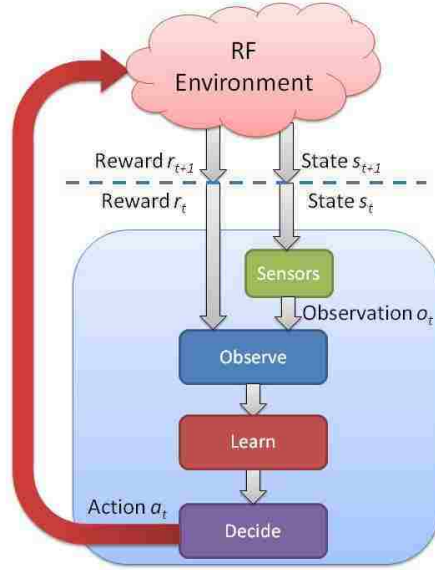 RF
Environment
Reward r_{t+1} State s_{t+1}
Reward r_t State s_t
Sensors
Observation o_t
Observe
Learn
Action a_t
Decide